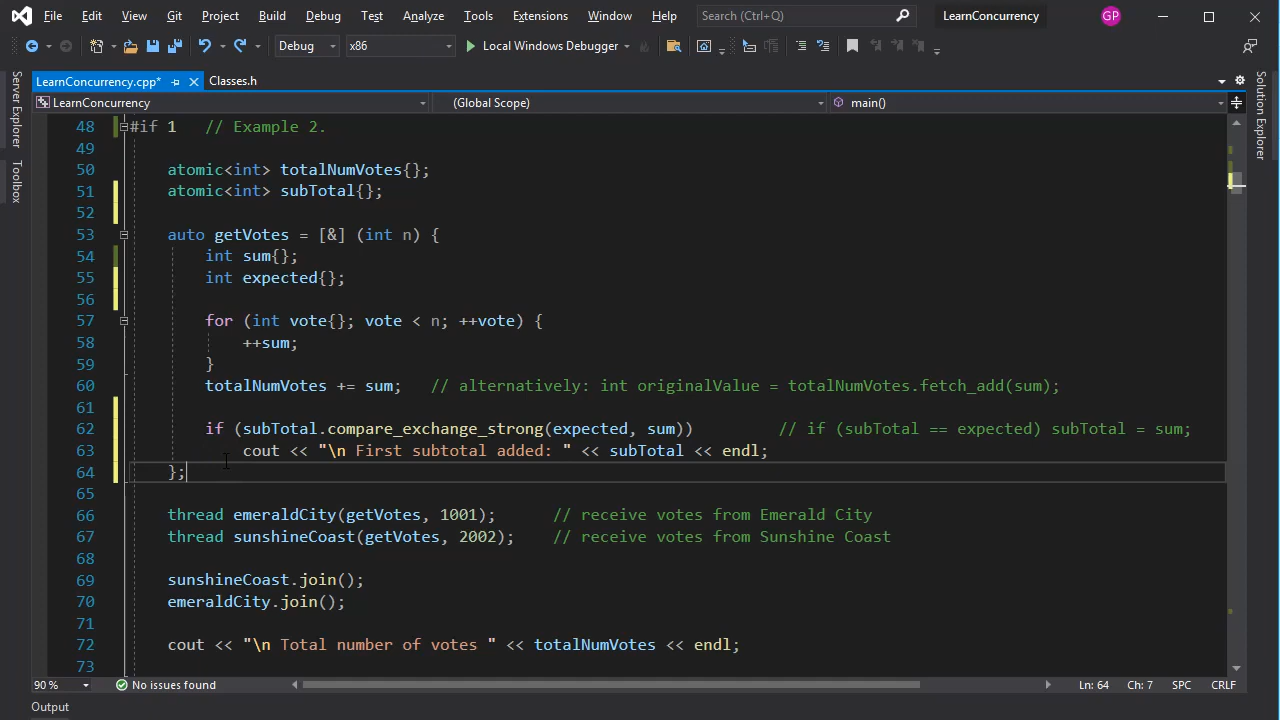 File Edit View Git Project Build Debug Test Analyze Tools Extensions Window Help Search (Ctrl+Q) LearnConcurrency GP
Debug x86 Local Windows Debugger
LearnConcurrency.cpp* Classes.h
LearnConcurrency (Global Scope) main()
Server Explorer
Toolbox
Solution Explorer
48 #if 1 // Example 2.
49
50 atomic<int> totalNumVotes{};
51 atomic<int> subTotal{};
52
53 auto getVotes = [&] (int n) {
54 int sum{};
55 int expected{};
56
57 for (int vote{}; vote < n; ++vote) {
58 ++sum;
59 }
60 totalNumVotes += sum; // alternatively: int originalValue = totalNumVotes.fetch_add(sum);
61
62 if (subTotal.compare_exchange_strong(expected, sum)) // if (subTotal == expected) subTotal = sum;
63 cout << "\n First subtotal added: " << subTotal << endl;
64 };
65
66 thread emeraldCity(getVotes, 1001); // receive votes from Emerald City
67 thread sunshineCoast(getVotes, 2002); // receive votes from Sunshine Coast
68
69 sunshineCoast.join();
70 emeraldCity.join();
71
72 cout << "\n Total number of votes " << totalNumVotes << endl;
73
90 % No issues found Ln: 64 Ch: 7 SPC CRLF
Output